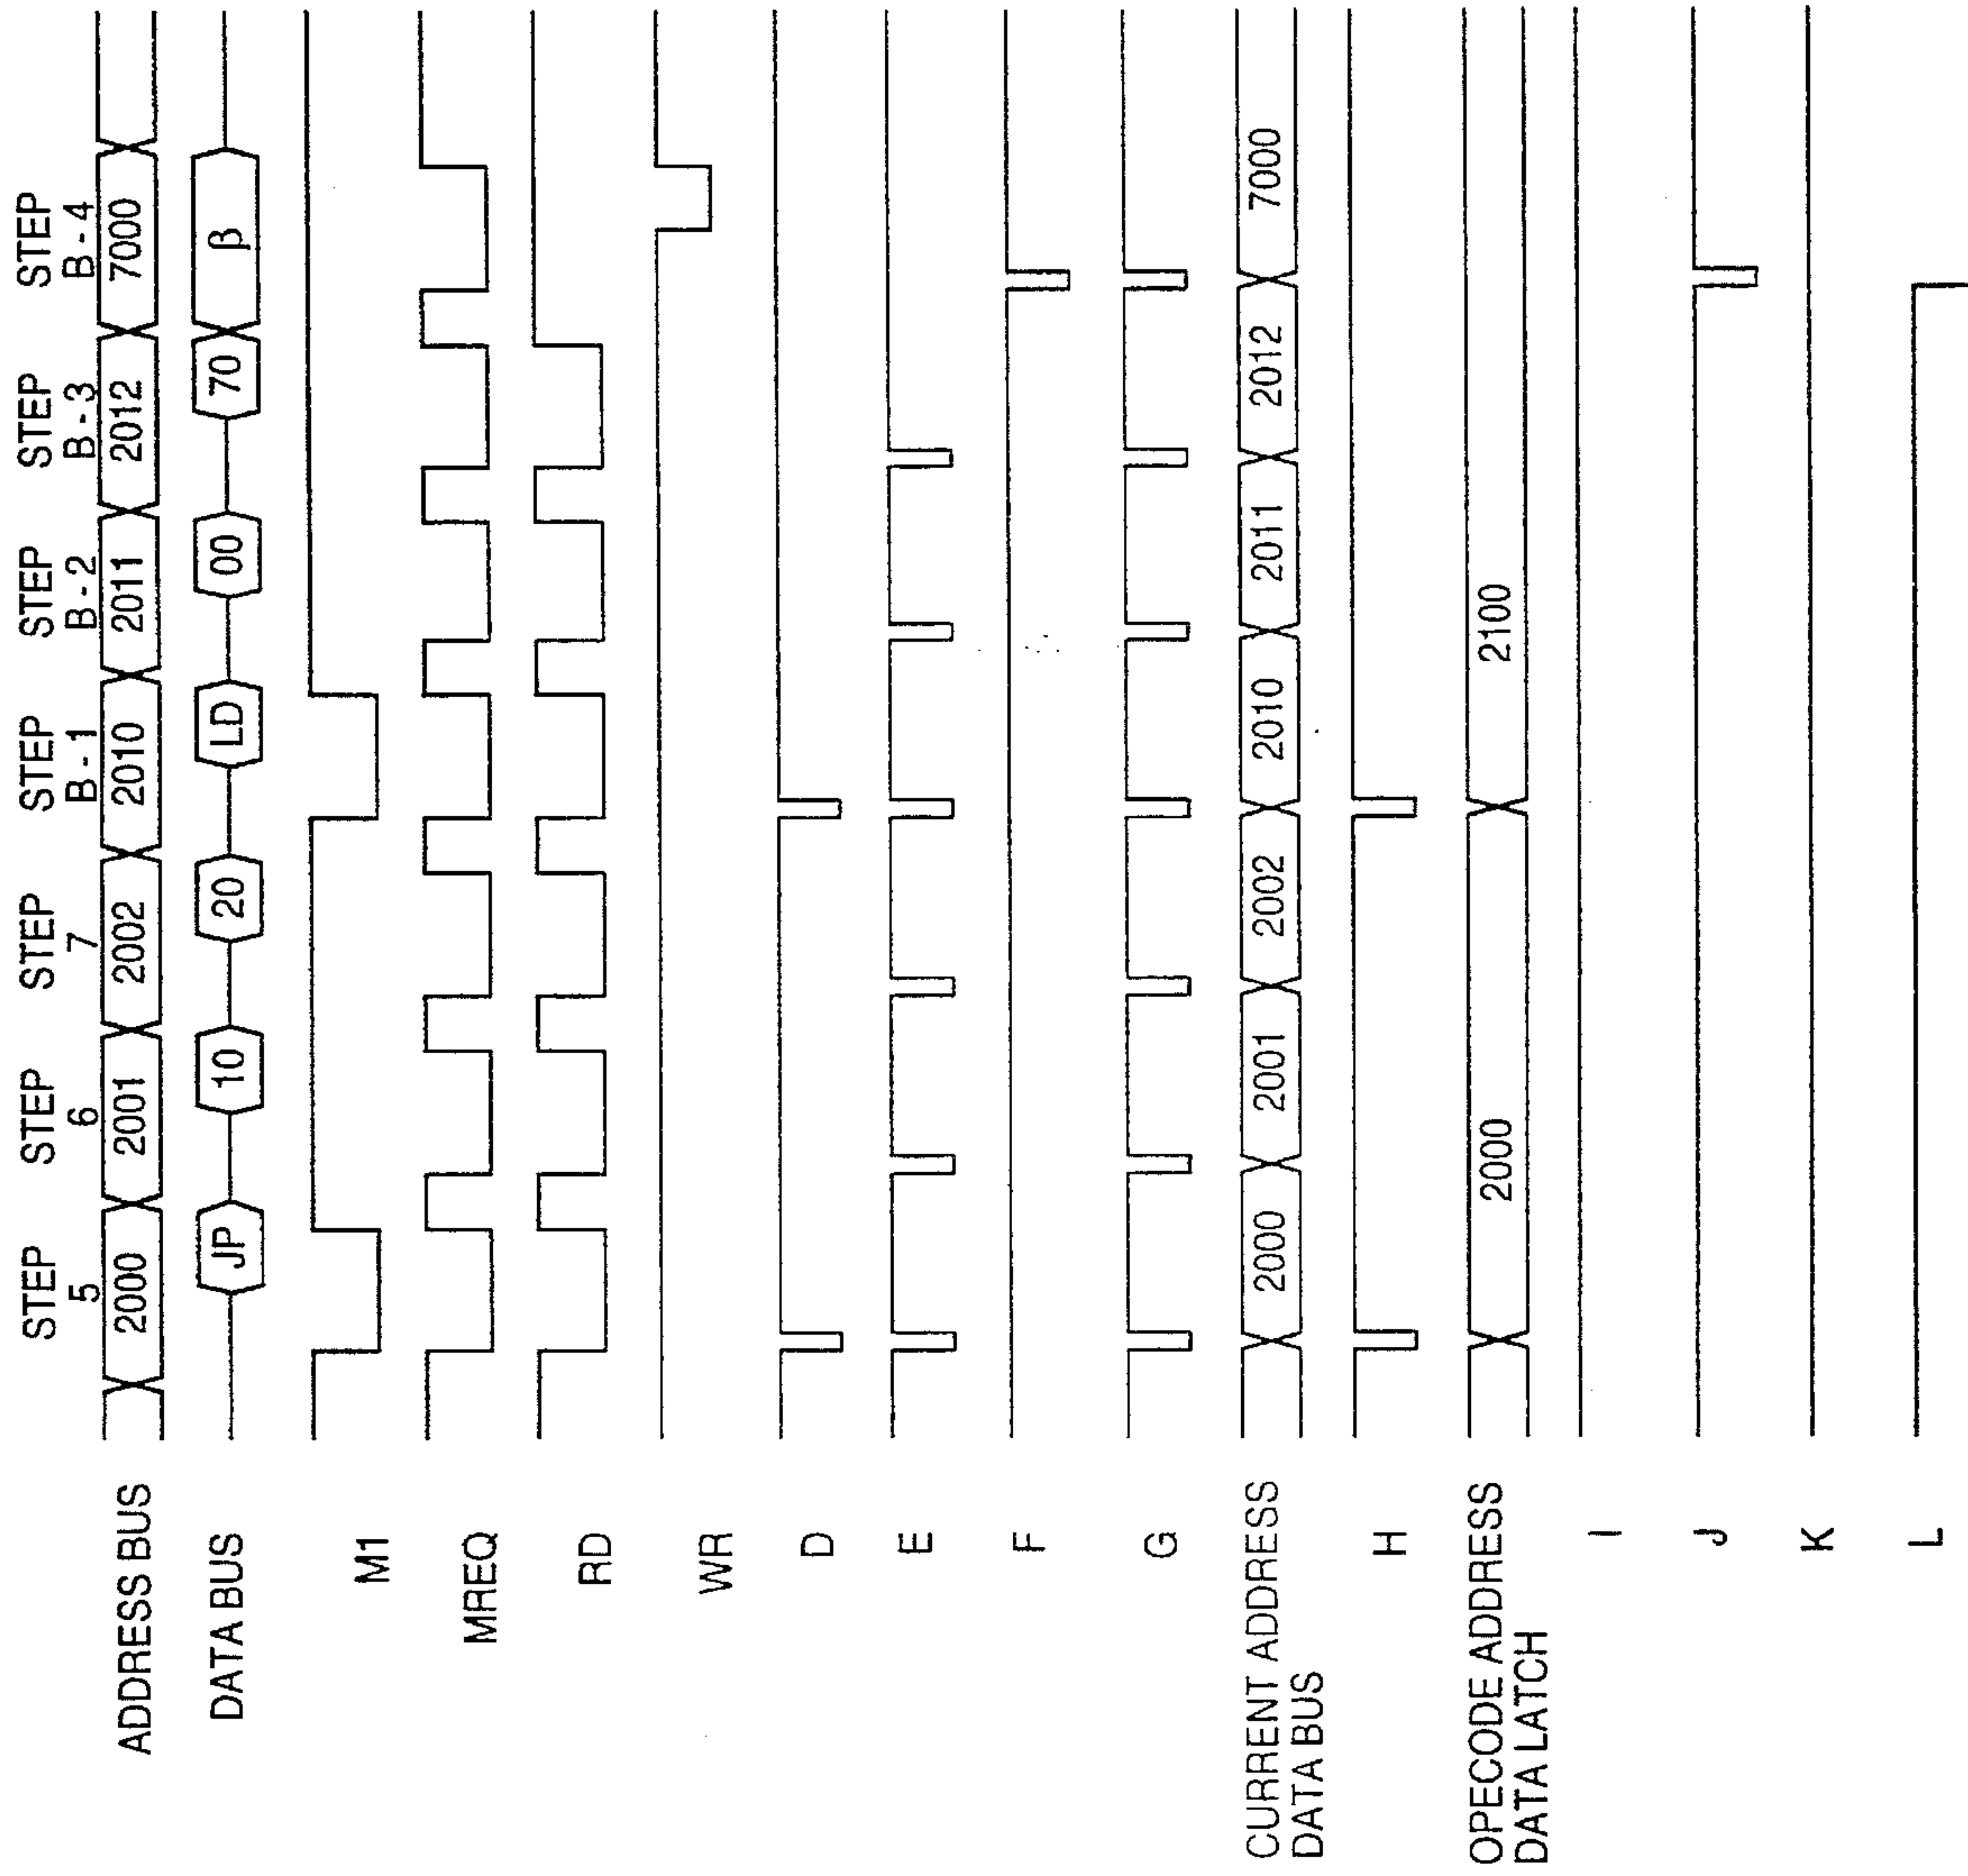 STEP 5 STEP 6 STEP 7 STEP B-1 STEP B-2 STEP B-3 STEP B-4
ADDRESS BUS 2000 2001 2002 2010 2011 2012 7000
DATA BUS JP 10 20 LD 00 70 β
M1
MREQ
RD
WR
D
E
F
G
CURRENT ADDRESS
DATA BUS
2000 2001 2002 2010 2011 2012 7000
H
OPECODE ADDRESS
DATA LATCH
2000 2100
I
J
K
L